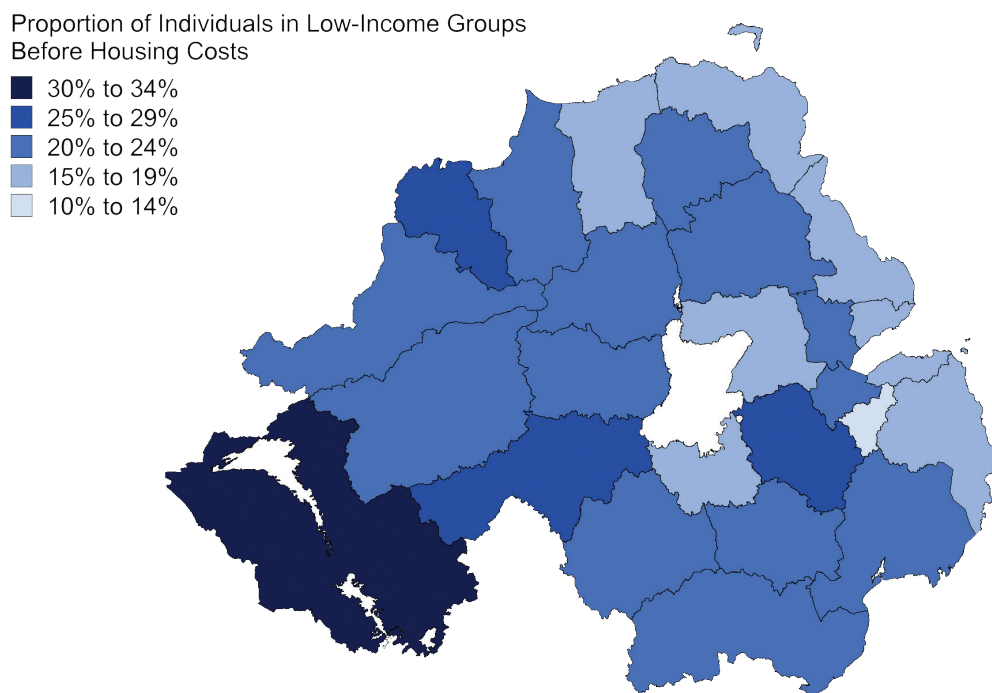 Proportion of Individuals in Low-Income Groups
Before Housing Costs
30% to 34%
25% to 29%
20% to 24%
15% to 19%
10% to 14%